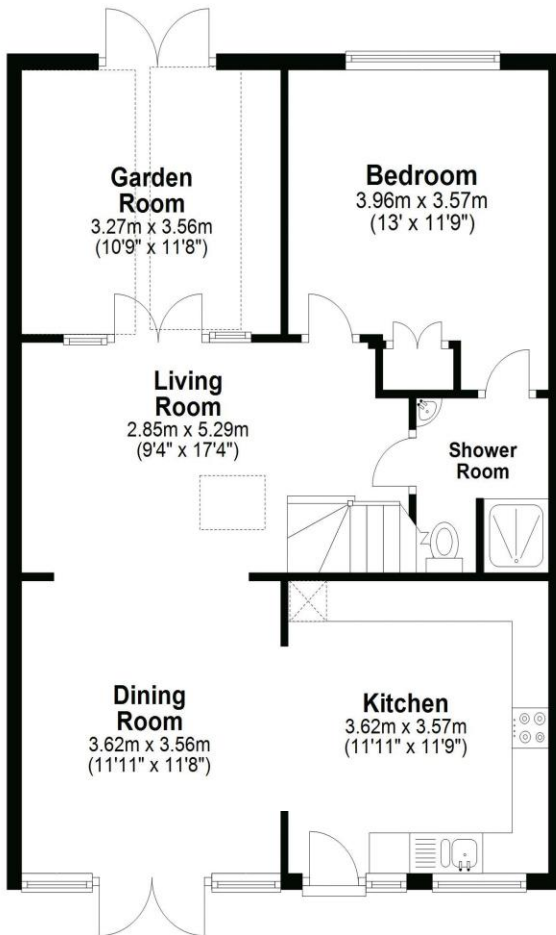 Garden
Room
3.27m x 3.56m
(10'9" x 11'8")
Bedroom
3.96m x 3.57m
(13' x 11'9")
Living
Room
2.85m x 5.29m
(9'4" x 17'4")
Shower
Room
Dining
Room
3.62m x 3.56m
(11'11" x 11'8")
Kitchen
3.62m x 3.57m
(11'11" x 11'9")